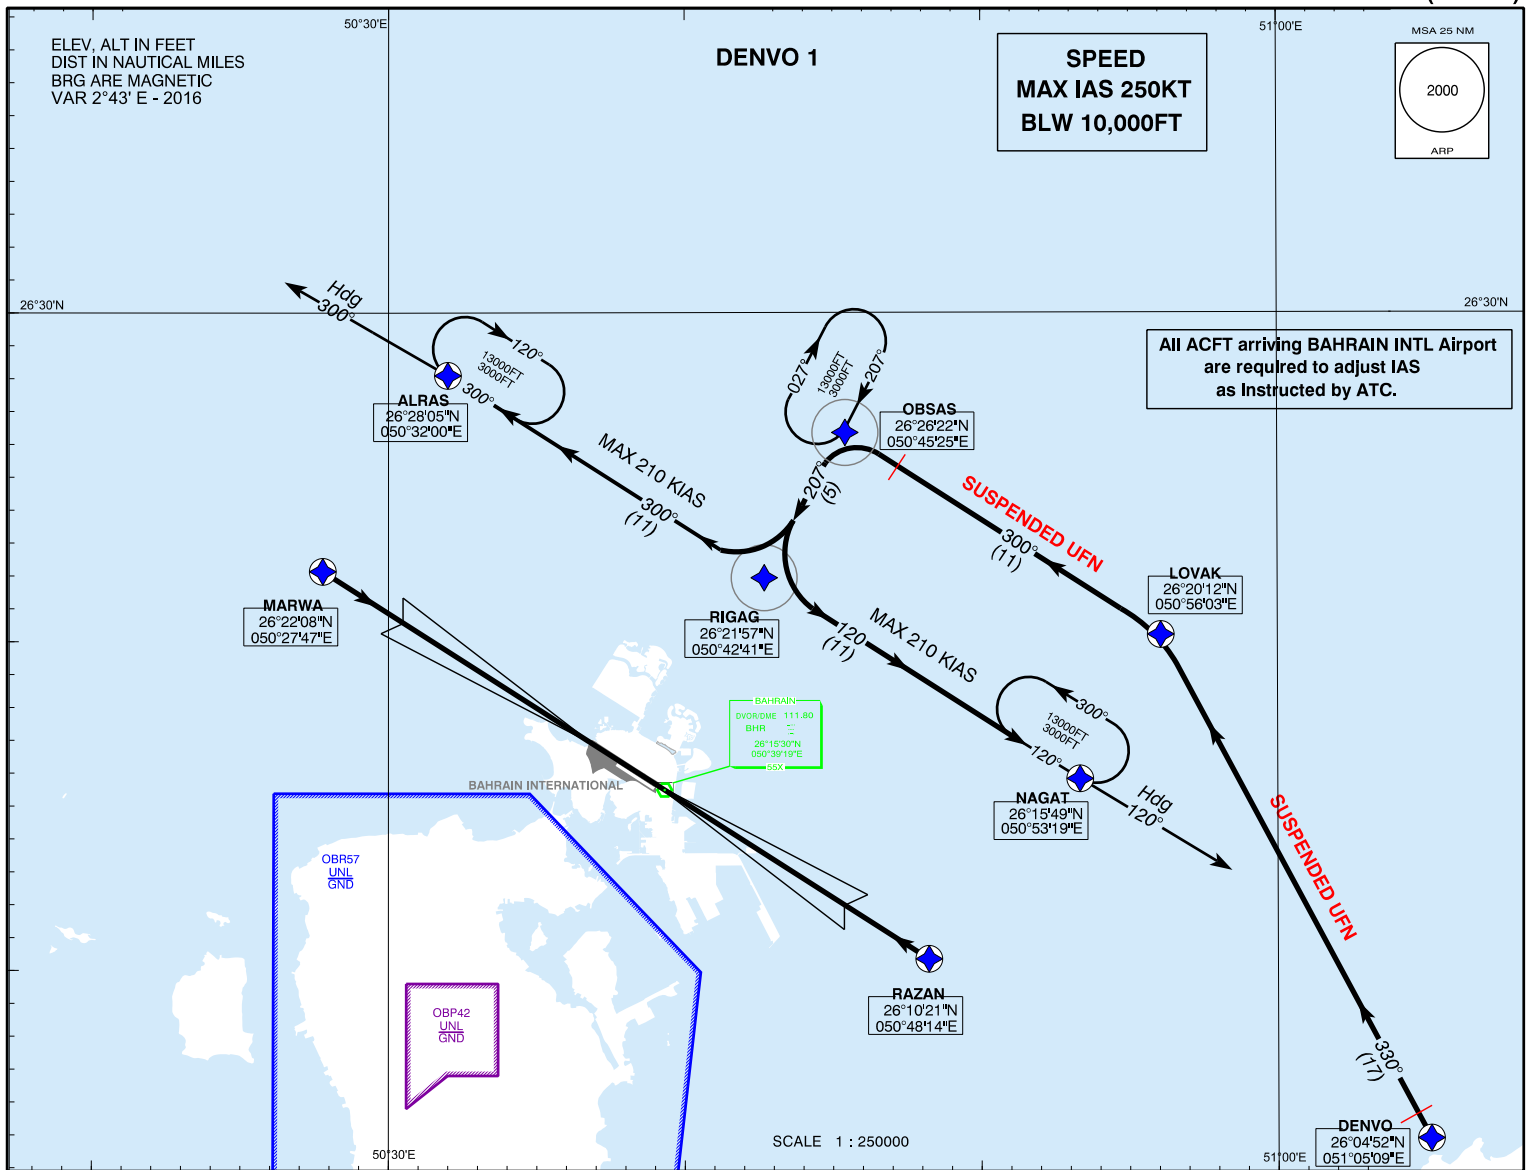 50°30'E
51°00'E
ELEV, ALT IN FEET
DIST IN NAUTICAL MILES
BRG ARE MAGNETIC
VAR 2°43' E - 2016
DENVO 1
SPEED
MAX IAS 250KT
BLW 10,000FT
MSA 25 NM
2000
ARP
26°30'N
26°30'N
All ACFT arriving BAHRAIN INTL Airport
are required to adjust IAS
as Instructed by ATC.
Hdg
300°
120°
13000FT
3000FT
300°
ALRAS
26°28'05"N
050°32'00"E
027°
13000FT
3000FT
207°
OBSAS
26°26'22"N
050°45'25"E
MAX 210 KIAS
300°
(11)
207°
(5)
SUSPENDED UFN
300°
(11)
LOVAK
26°20'12"N
050°56'03"E
MARWA
26°22'08"N
050°27'47"E
RIGAG
26°21'57"N
050°42'41"E
MAX 210 KIAS
120
(11)
300°
13000FT
3000FT
120°
NAGAT
26°15'49"N
050°53'19"E
Hdg
120°
BAHRAIN
DVOR/DME 111.80
BHR
26°15'30"N
050°39'19"E
55X
BAHRAIN INTERNATIONAL
SUSPENDED UFN
OBR57
UNL
GND
OBP42
UNL
GND
RAZAN
26°10'21"N
050°48'14"E
330°
(17)
DENVO
26°04'52"N
051°05'09"E
SCALE 1 : 250000
50°30'E
51°00'E